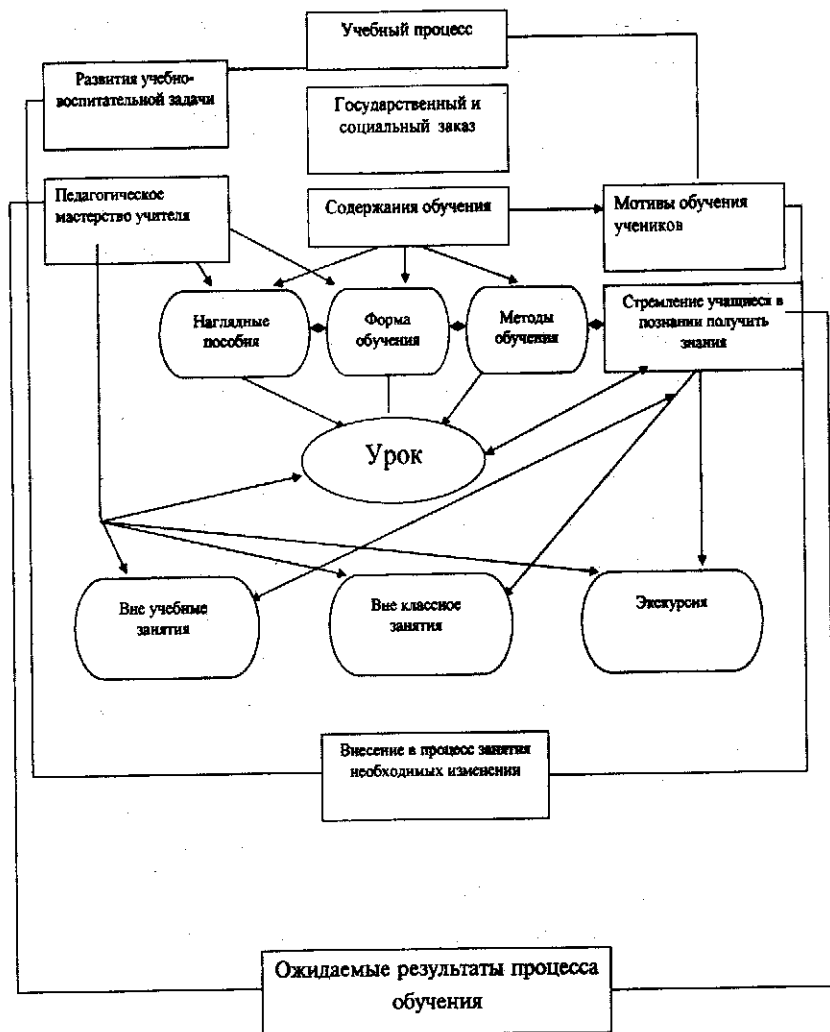 Учебный процесс
Развития учебно-
воспитательной задачи
Государственный и
социальный заказ
Педагогическое
мастерство учителя
Содержания обучения
Мотивы обучения
учеников
Наглядные
пособия
Форма
обучения
Методы
обучения
Стремление учащиеся в
познании получить
знания
Урок
Вне учебные
занятия
Вне классное
занятия
Экскурсия
Внесение в процесс занятия
необходимых изменения
Ожидаемые результаты процесса
обучения